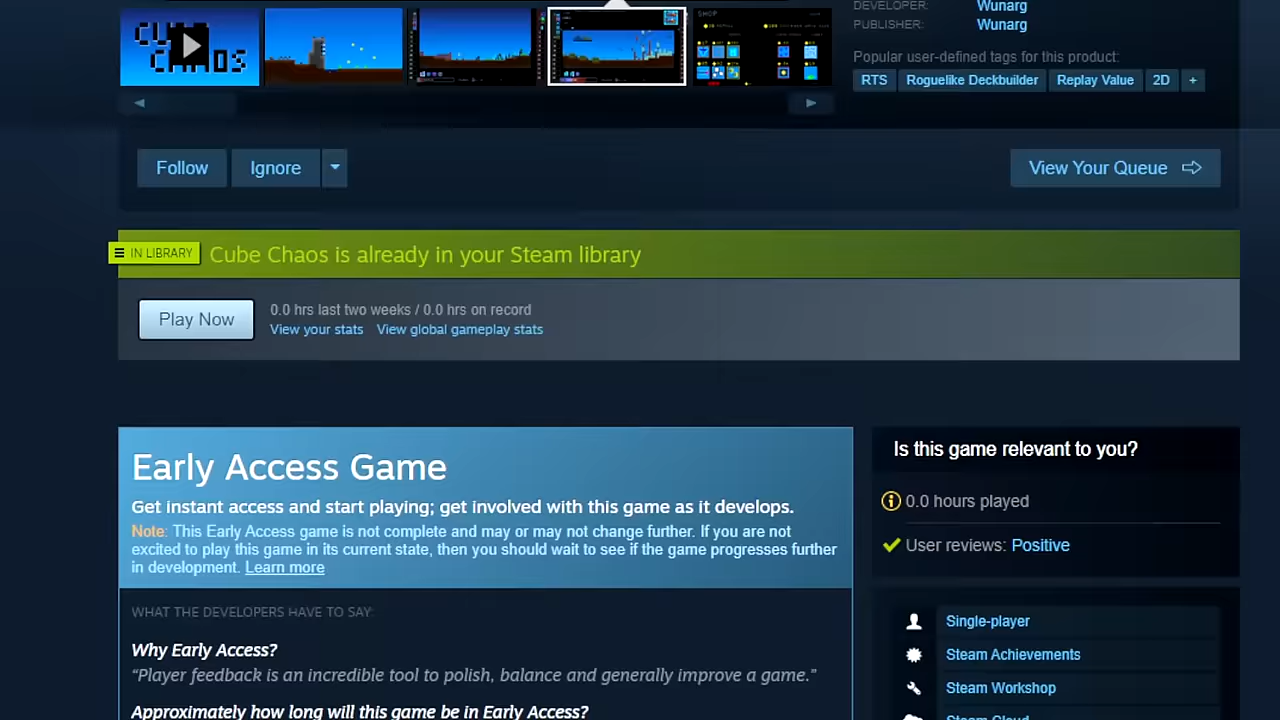 CUBE CHAOS
SHOP
DEVELOPER: Wunarg
PUBLISHER: Wunarg
Popular user-defined tags for this product:
RTS Roguelike Deckbuilder Replay Value 2D +
Follow Ignore View Your Queue
IN LIBRARY Cube Chaos is already in your Steam library
Play Now 0.0 hrs last two weeks / 0.0 hrs on record
View your stats View global gameplay stats
Early Access Game
Get instant access and start playing; get involved with this game as it develops.
Note: This Early Access game is not complete and may or may not change further. If you are not
excited to play this game in its current state, then you should wait to see if the game progresses further
in development. Learn more
WHAT THE DEVELOPERS HAVE TO SAY:
Why Early Access?
“Player feedback is an incredible tool to polish, balance and generally improve a game.”
Approximately how long will this game be in Early Access?
Is this game relevant to you?
0.0 hours played
User reviews: Positive
Single-player
Steam Achievements
Steam Workshop
Steam Cloud